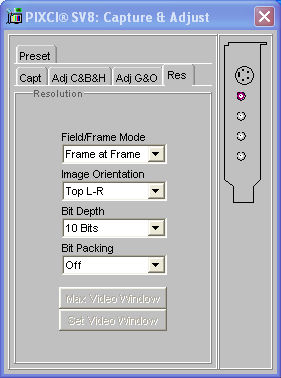 PIXCI® SV8: Capture & Adjust
Preset
Capt Adj C&B&H Adj G&O Res
Resolution
Field/Frame Mode
Frame at Frame
Image Orientation
Top L-R
Bit Depth
10 Bits
Bit Packing
Off
Max Video Window
Set Video Window